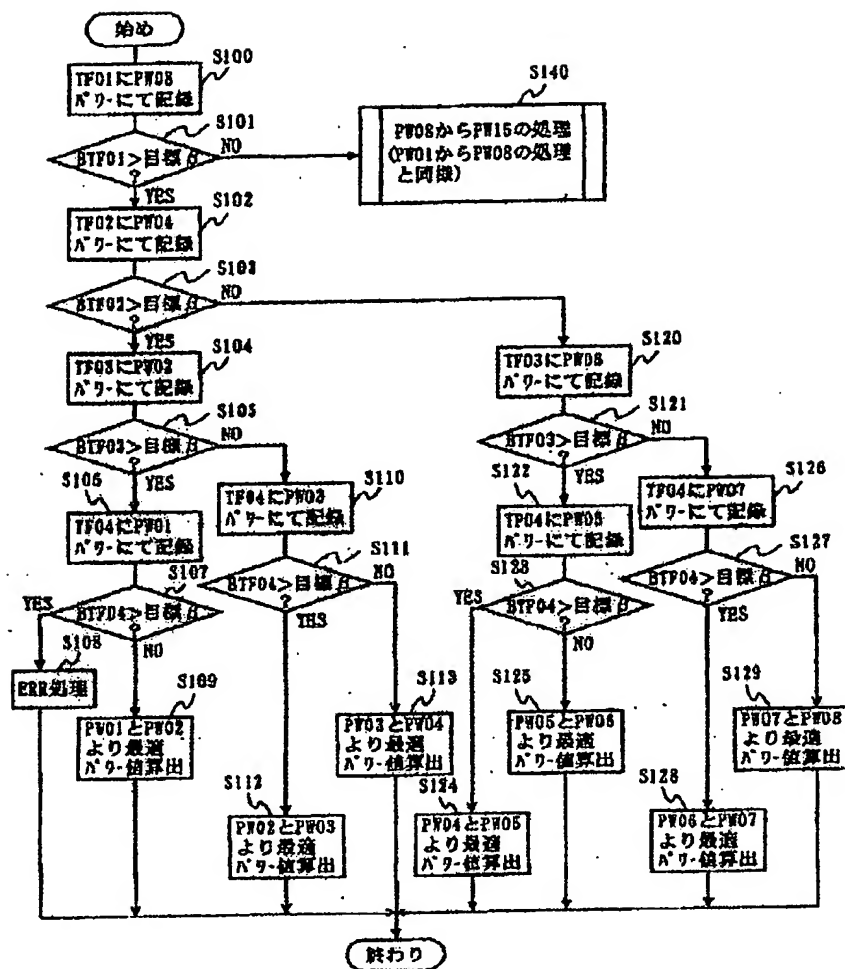 始め
S100
TF01にPW08
パワーにて記録
S101
BTF01>目標β
?
NO
YES
S140
PW08からPW15の処理
(PW01からPW08の処理
と同様)
S102
TF02にPW04
パワーにて記録
S103
BTF02>目標β
?
NO
YES
S104
TF03にPW02
パワーにて記録
S105
BTF03>目標β
?
NO
YES
S106
TF04にPW01
パワーにて記録
S107
YES
BTF04>目標β
?
NO
S108
ERR処理
S109
PW01とPW02
より最適
パワー値算出
S110
TF04にPW03
パワーにて記録
S111
BTF04>目標β
?
NO
YES
S112
PW02とPW03
より最適
パワー値算出
S113
PW03とPW04
より最適
パワー値算出
S120
TF03にPW06
パワーにて記録
S121
BTF03>目標β
?
NO
YES
S122
TF04にPW05
パワーにて記録
S123
YES
BTF04>目標β
?
NO
S124
PW04とPW05
より最適
パワー値算出
S125
PW05とPW06
より最適
パワー値算出
S126
TF04にPW07
パワーにて記録
S127
BTF04>目標β
?
NO
YES
S128
PW06とPW07
より最適
パワー値算出
S129
PW07とPW08
より最適
パワー値算出
終わり